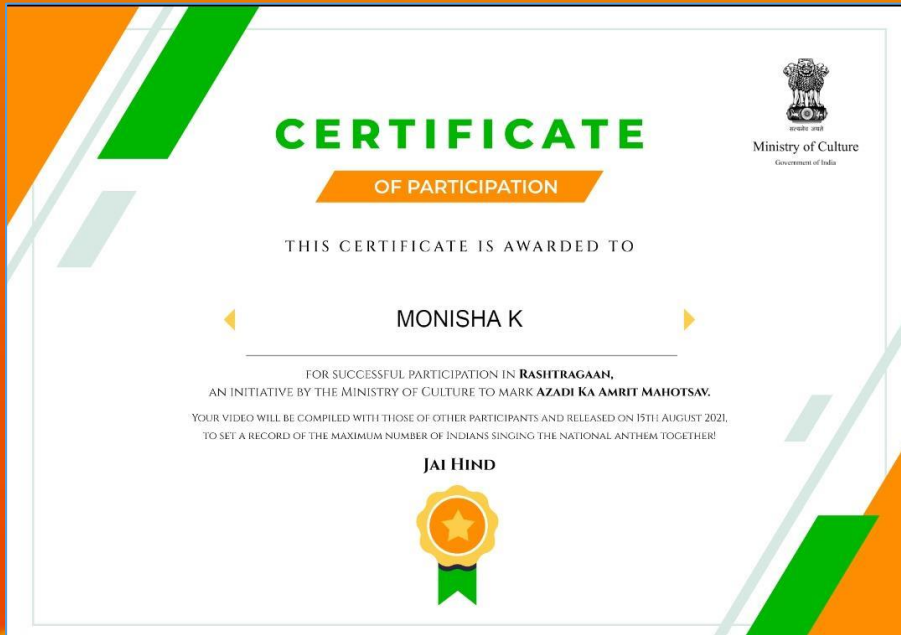 CERTIFICATE
OF PARTICIPATION
सत्यमेव जयते
Ministry of Culture
Government of India
THIS CERTIFICATE IS AWARDED TO
MONISHA K
FOR SUCCESSFUL PARTICIPATION IN RASHTRAGAAN,
AN INITIATIVE BY THE MINISTRY OF CULTURE TO MARK AZADI KA AMRIT MAHOTSAV.
YOUR VIDEO WILL BE COMPILED WITH THOSE OF OTHER PARTICIPANTS AND RELEASED ON 15TH AUGUST 2021,
TO SET A RECORD OF THE MAXIMUM NUMBER OF INDIANS SINGING THE NATIONAL ANTHEM TOGETHER!
JAI HIND